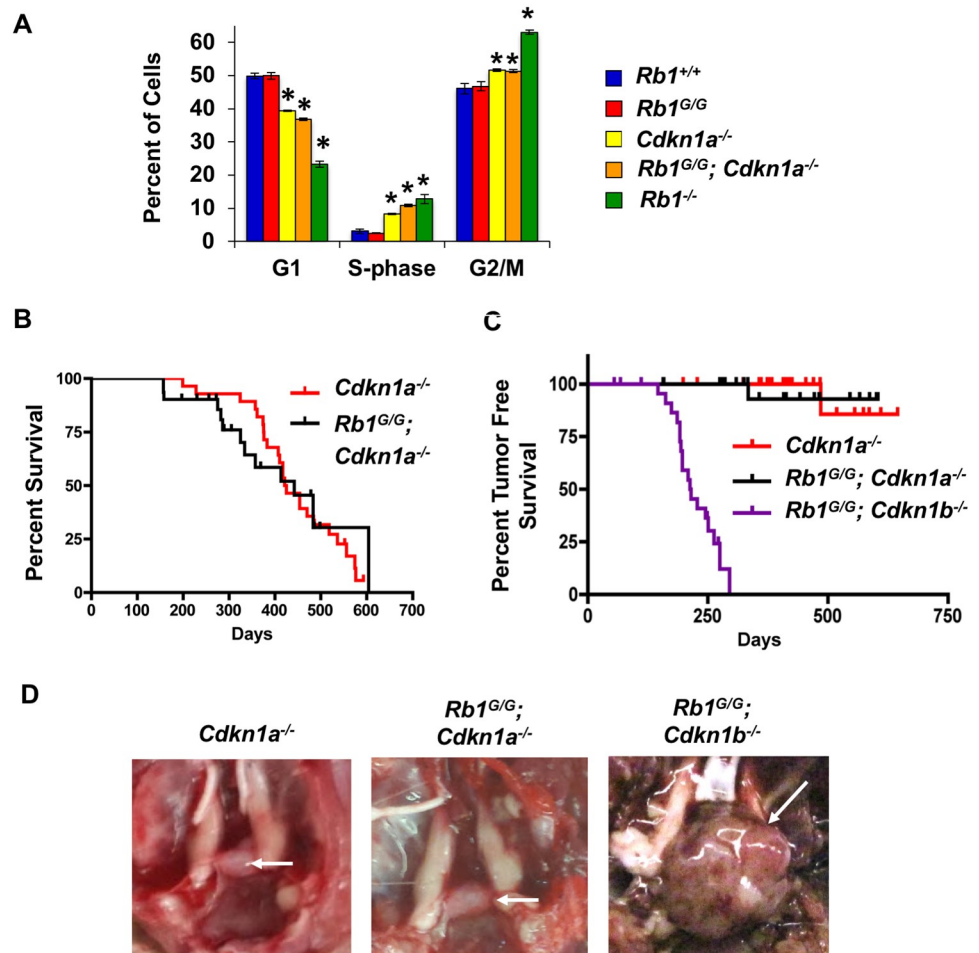 A
Percent of Cells
60
50
40
30
20
10
0
* * *
* * *
* * *
G1 S-phase G2/M
Rb1+/+
Rb1G/G
Cdkn1a-/-
Rb1G/G; Cdkn1a-/-
Rb1-/-
B
Percent Survival
100
75
50
25
0
0 100 200 300 400 500 600 700
Days
Cdkn1a-/-
Rb1G/G;
Cdkn1a-/-
C
Percent Tumor Free
Survival
100
75
50
25
0
0 250 500 750
Days
Cdkn1a-/-
Rb1G/G; Cdkn1a-/-
Rb1G/G; Cdkn1b-/-
D
Cdkn1a-/-
Rb1G/G;
Cdkn1a-/-
Rb1G/G;
Cdkn1b-/-